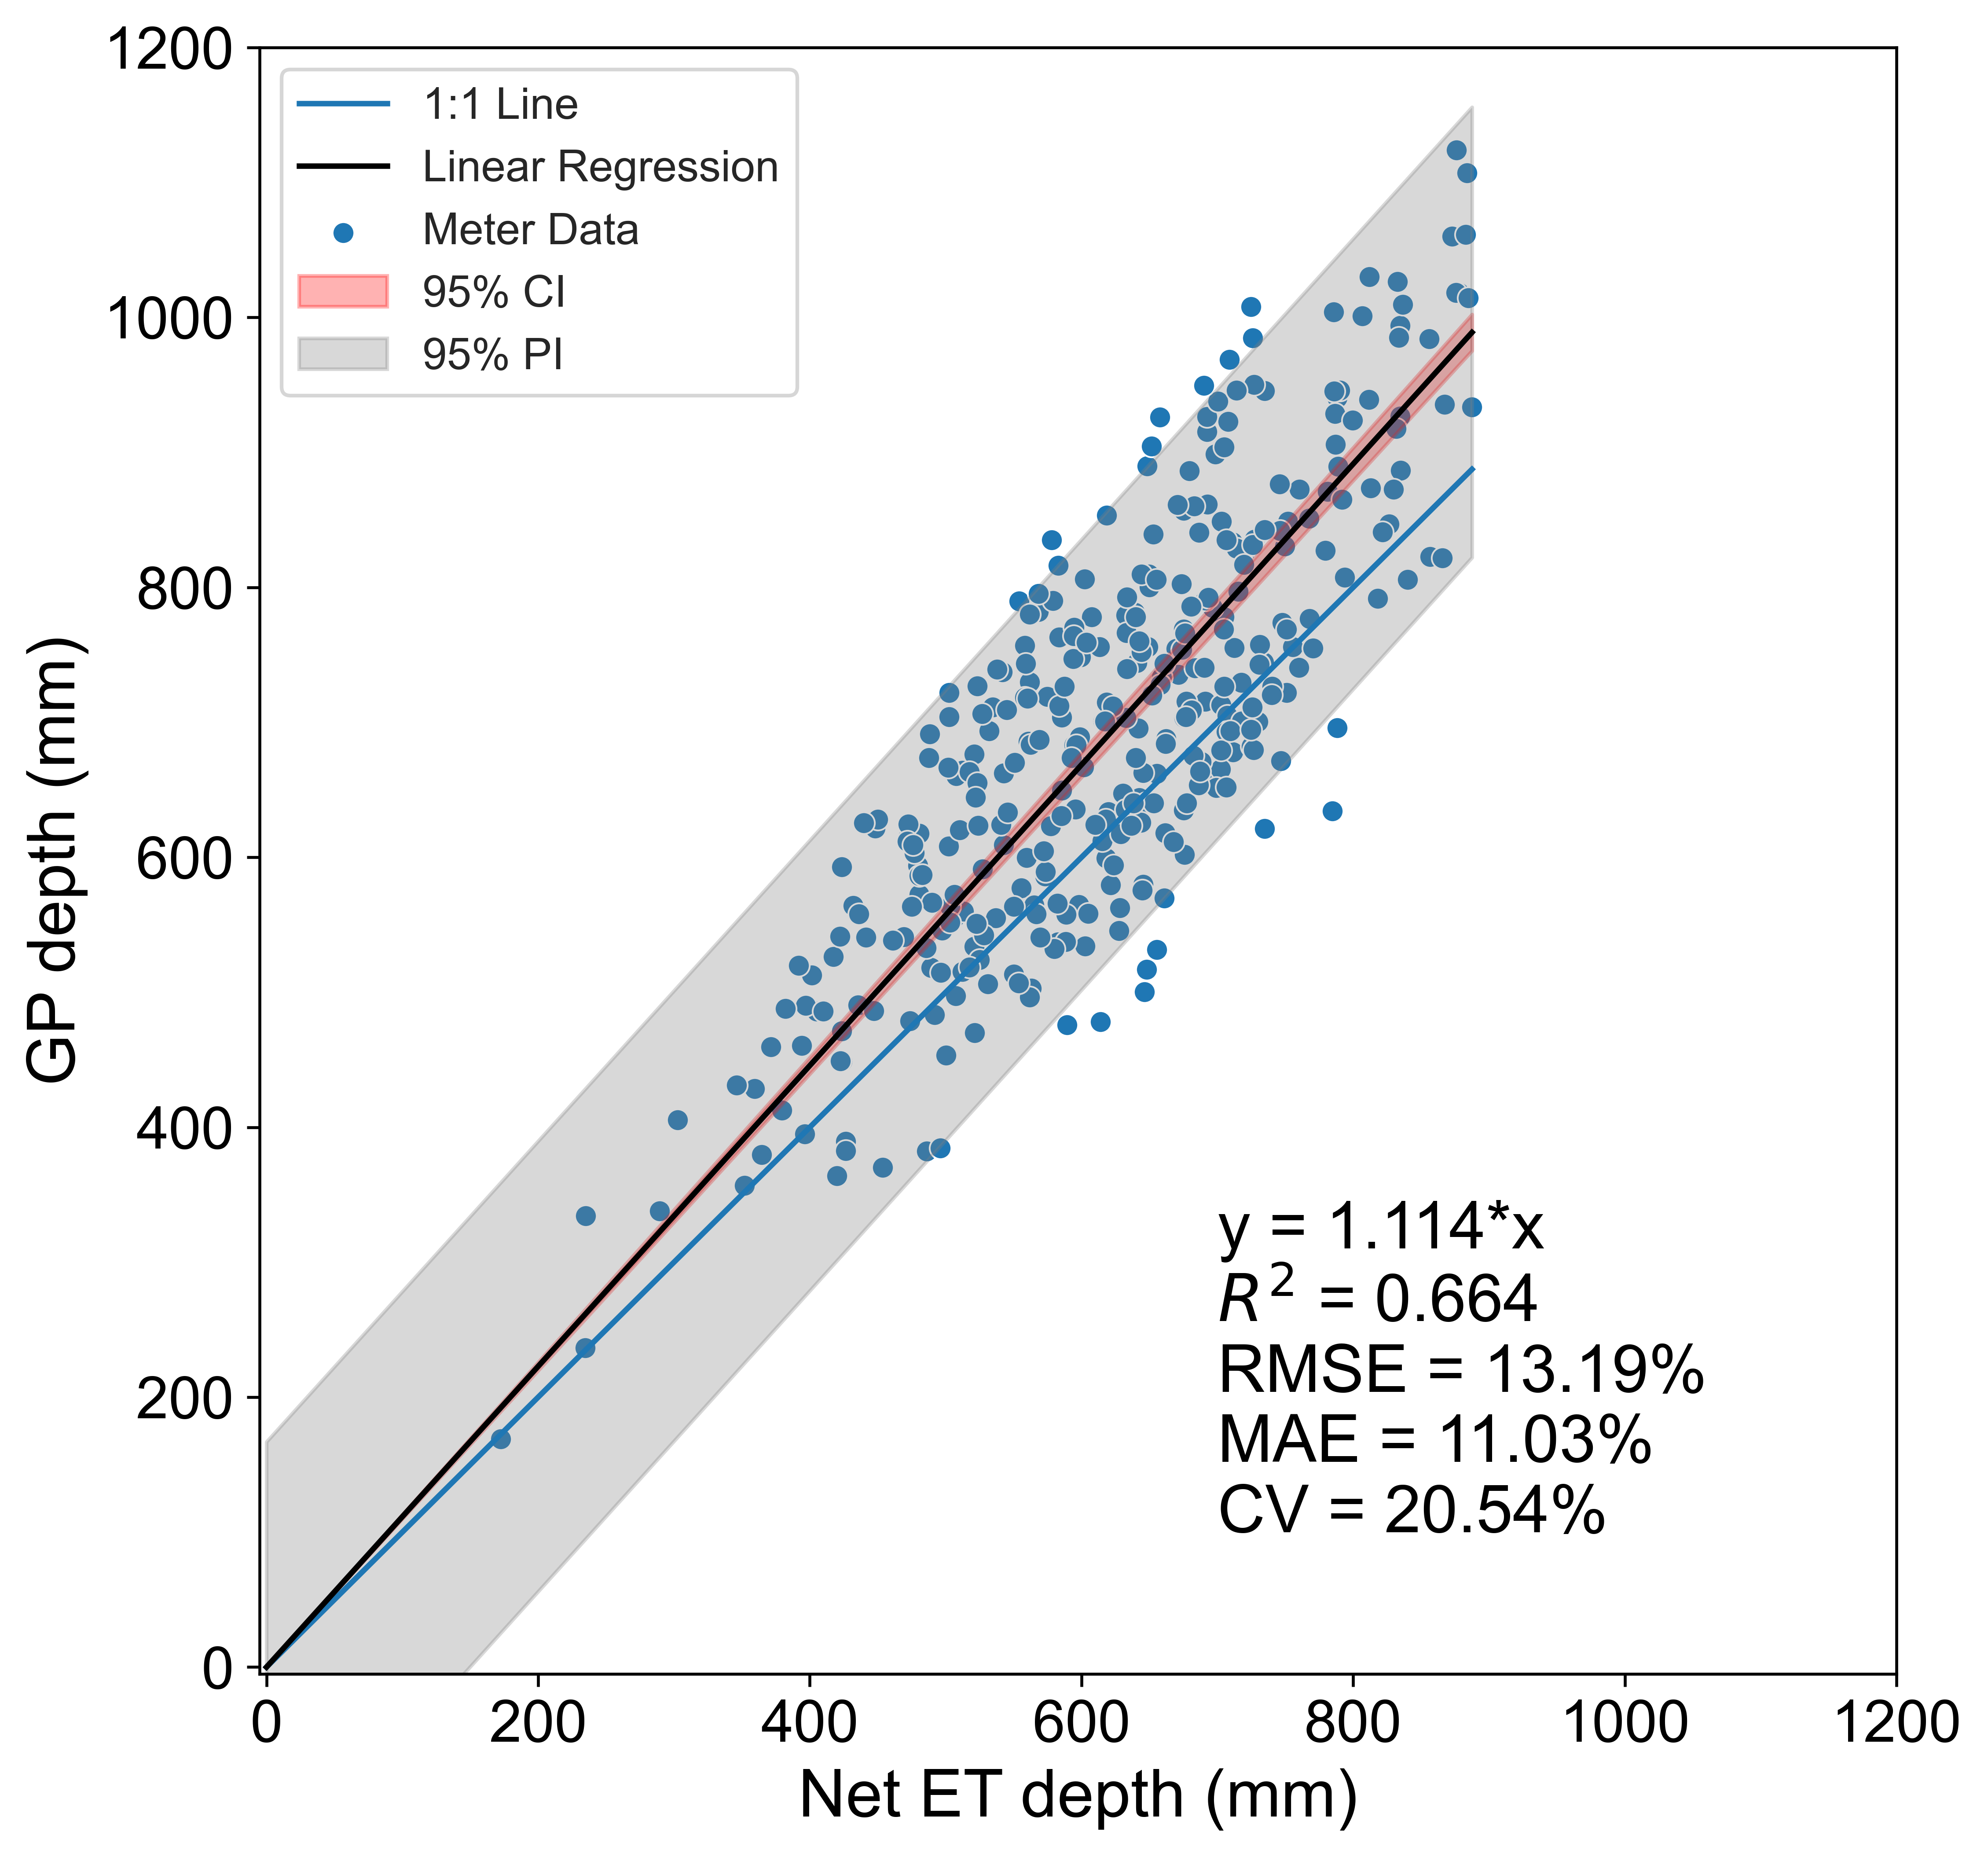 1200
1000
800
600
400
200
0
GP depth (mm)
1:1 Line
Linear Regression
Meter Data
95% CI
95% PI
y = 1.114*x
R² = 0.664
RMSE = 13.19%
MAE = 11.03%
CV = 20.54%
0 200 400 600 800 1000 1200
Net ET depth (mm)